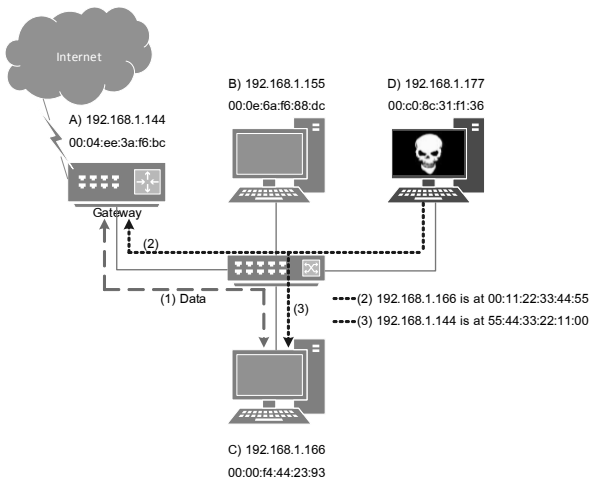 Internet
A) 192.168.1.144
00:04:ee:3a:f6:bc
Gateway
B) 192.168.1.155
00:0e:6a:f6:88:dc
D) 192.168.1.177
00:c0:8c:31:f1:36
(2)
(1) Data
(3)
(2) 192.168.1.166 is at 00:11:22:33:44:55
(3) 192.168.1.144 is at 55:44:33:22:11:00
C) 192.168.1.166
00:00:f4:44:23:93